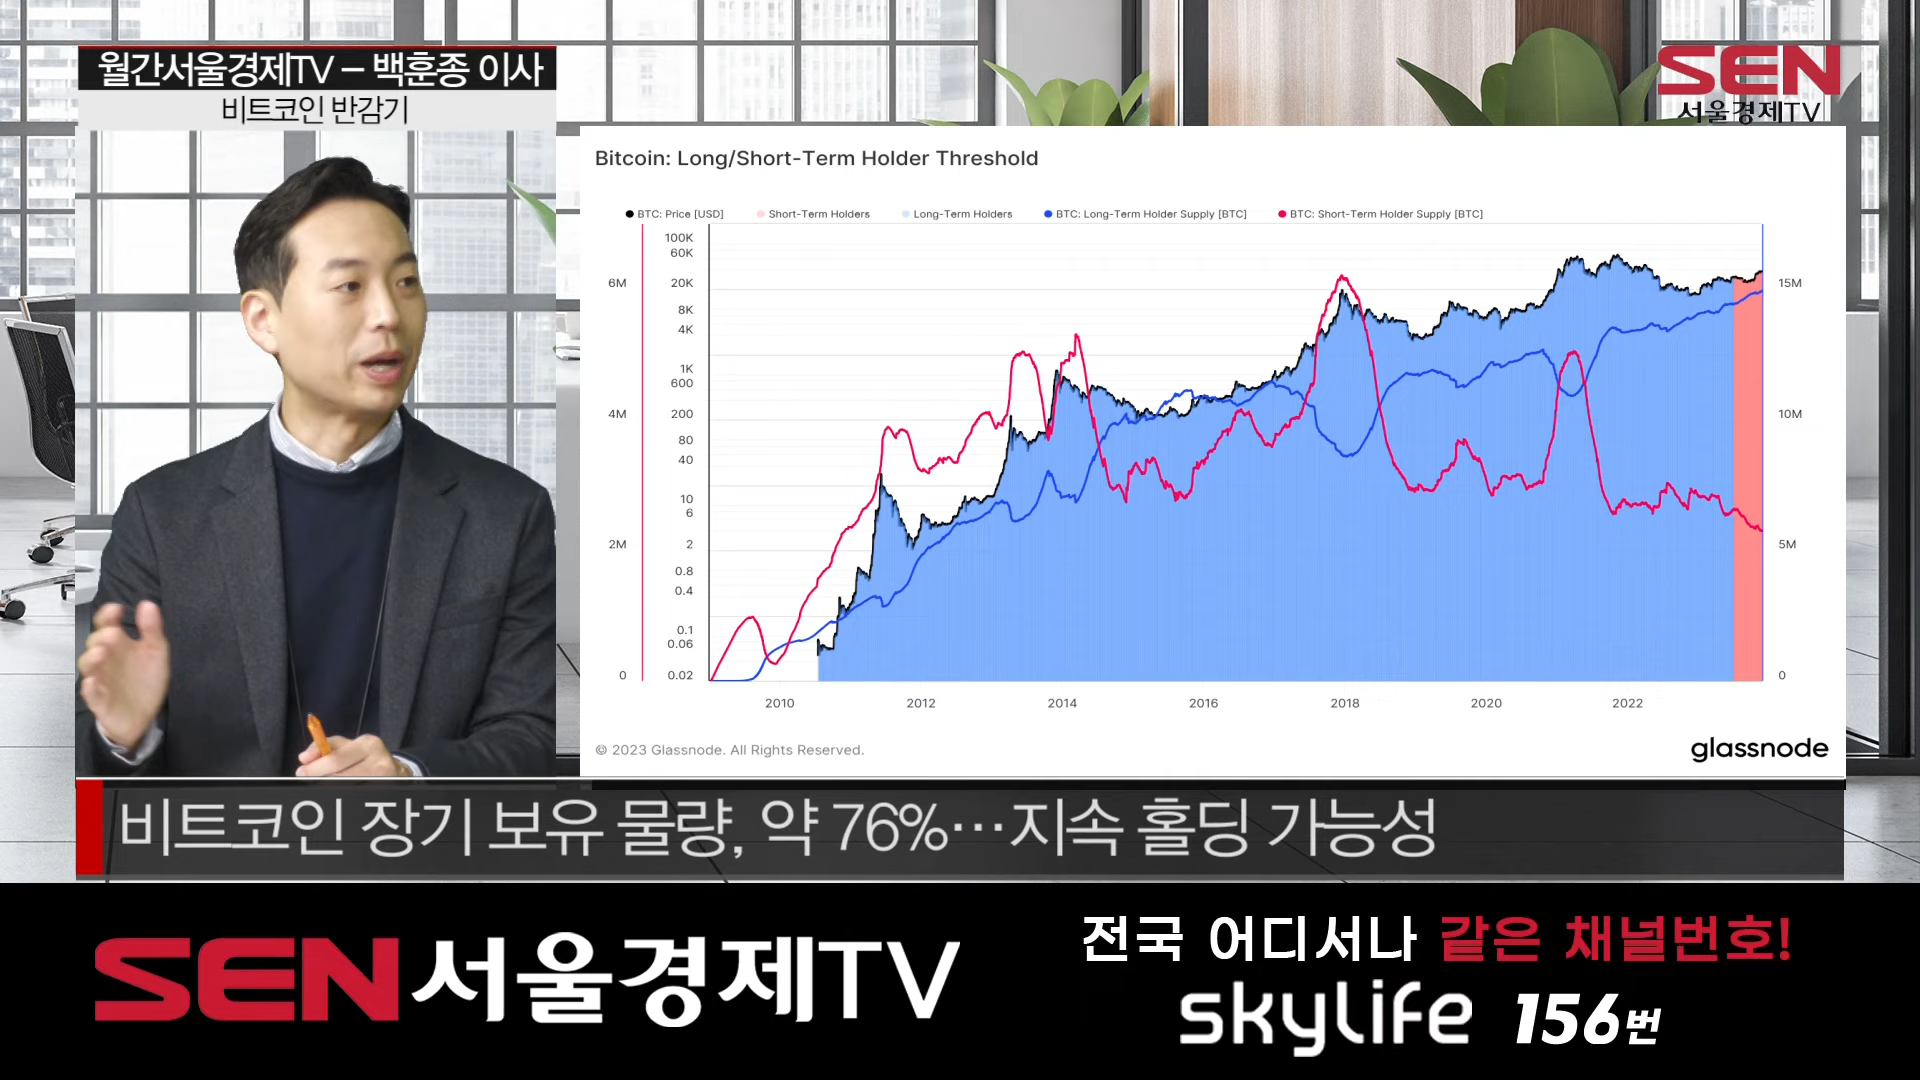 월간서울경제TV – 백훈종 이사
비트코인 반감기
SEN
서울경제TV
Bitcoin: Long/Short-Term Holder Threshold
BTC: Price [USD] Short-Term Holders Long-Term Holders BTC: Long-Term Holder Supply [BTC] BTC: Short-Term Holder Supply [BTC]
100K
60K
6M 20K 15M
8K
4K
1K
600
4M 200 10M
80
40
10
6
2M 2 5M
0.8
0.4
0.1
0.06
0 0.02 0
2010 2012 2014 2016 2018 2020 2022
© 2023 Glassnode. All Rights Reserved.
glassnode
비트코인 장기 보유 물량, 약 76%…지속 홀딩 가능성
SEN서울경제TV
전국 어디서나 같은 채널번호!
skylife 156번